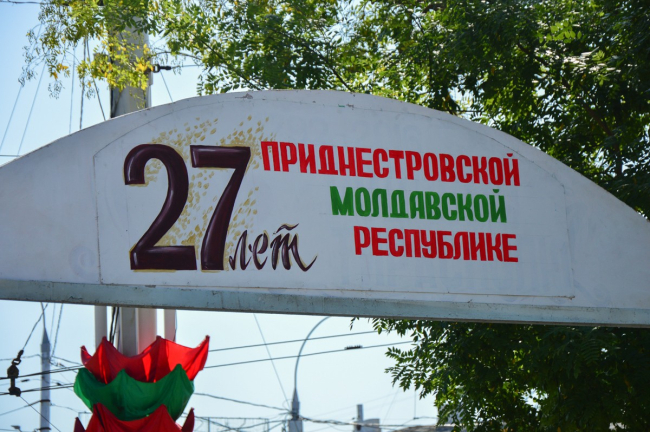 27 лет
ПРИДНЕСТРОВСКОЙ
МОЛДАВСКОЙ
РЕСПУБЛИКЕ